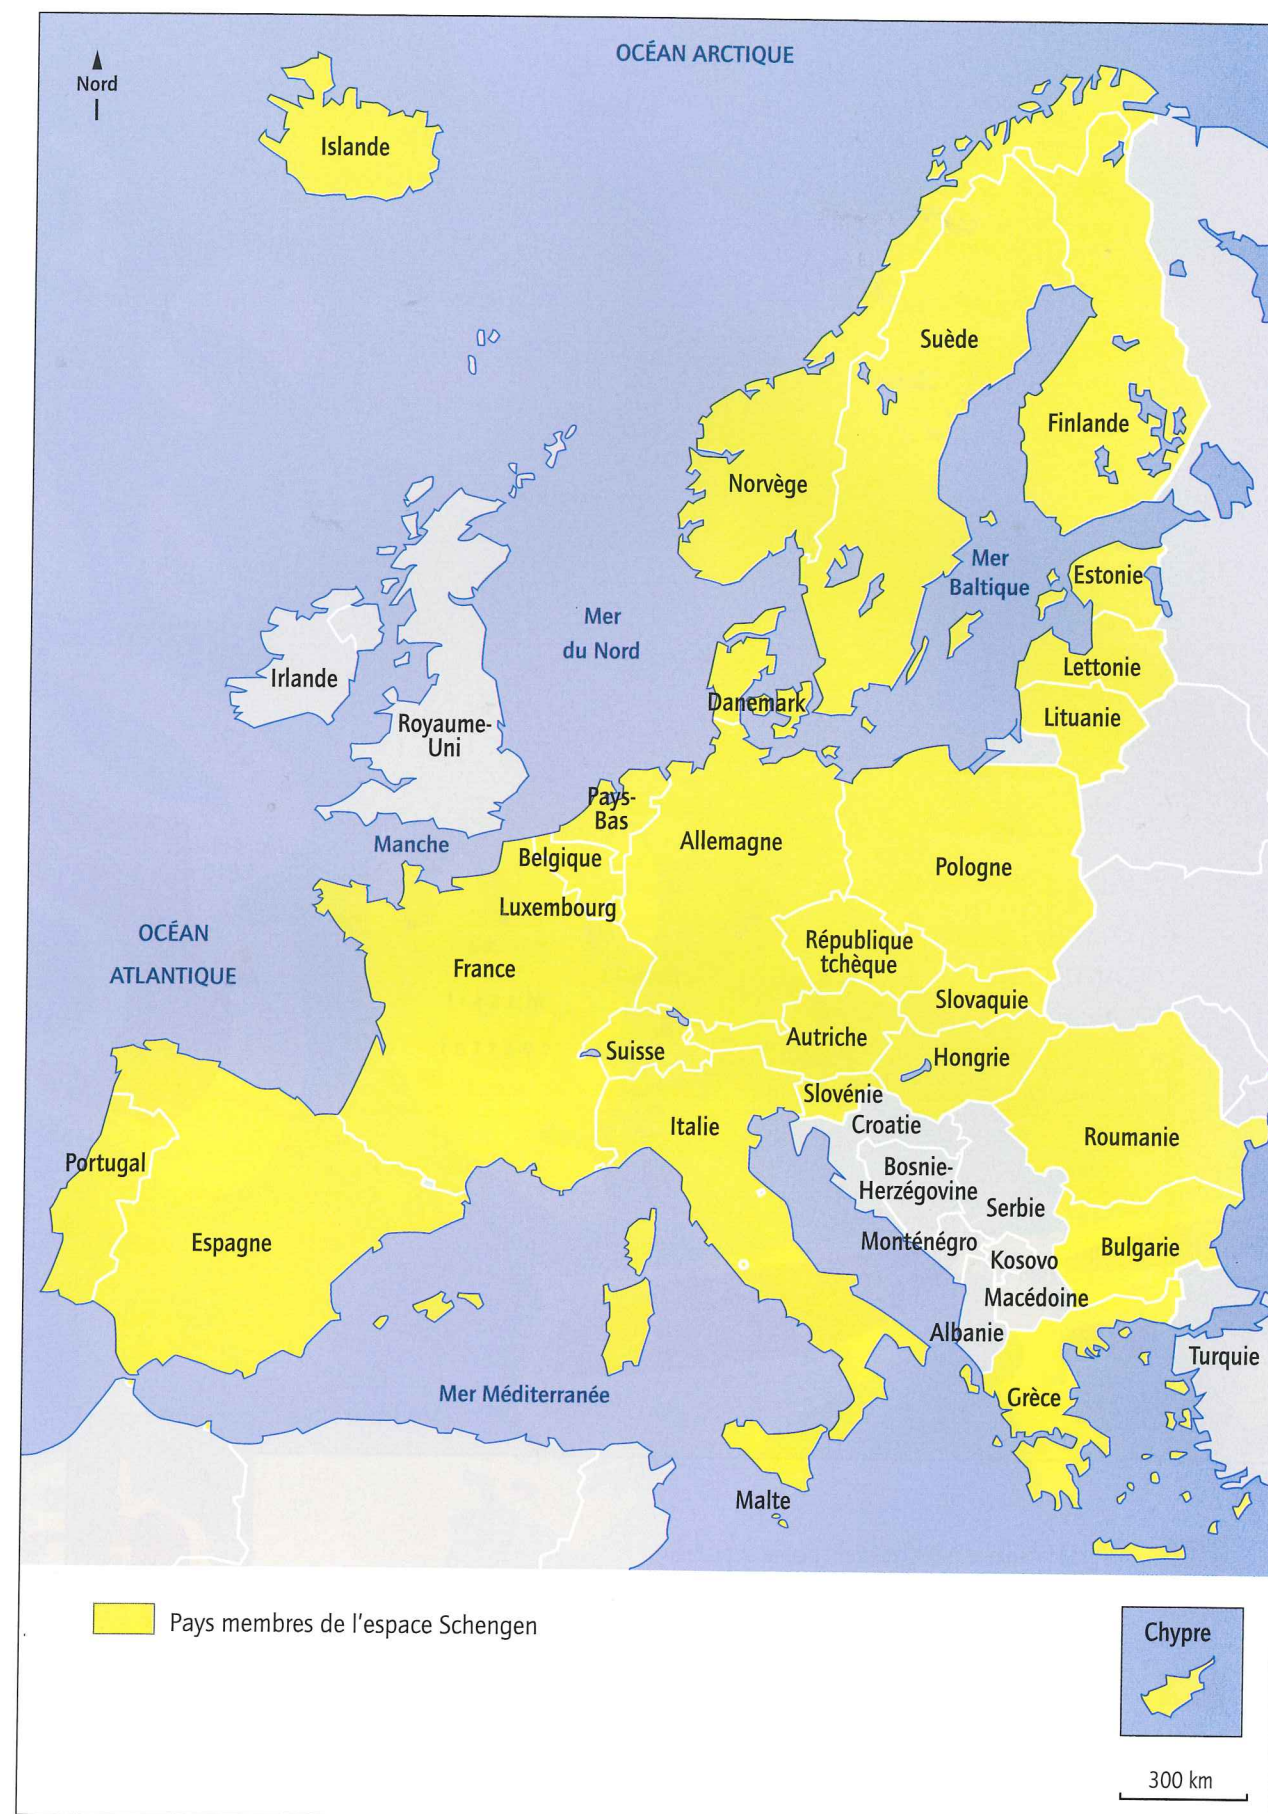 OCÉAN ARCTIQUE
Nord
Islande
Suède
Finlande
Norvège
Mer
Baltique
Estonie
Mer
du Nord
Lettonie
Irlande
Danemark
Lituanie
Royaume-
Uni
Pays-
Bas
Manche
Allemagne
Belgique
Pologne
Luxembourg
OCÉAN
ATLANTIQUE
République
tchèque
France
Slovaquie
Autriche
Suisse
Hongrie
Slovénie
Croatie
Italie
Roumanie
Portugal
Bosnie-
Herzégovine
Serbie
Espagne
Monténégro
Bulgarie
Kosovo
Macédoine
Albanie
Turquie
Mer Méditerranée
Grèce
Malte
Pays membres de l'espace Schengen
Chypre
300 km